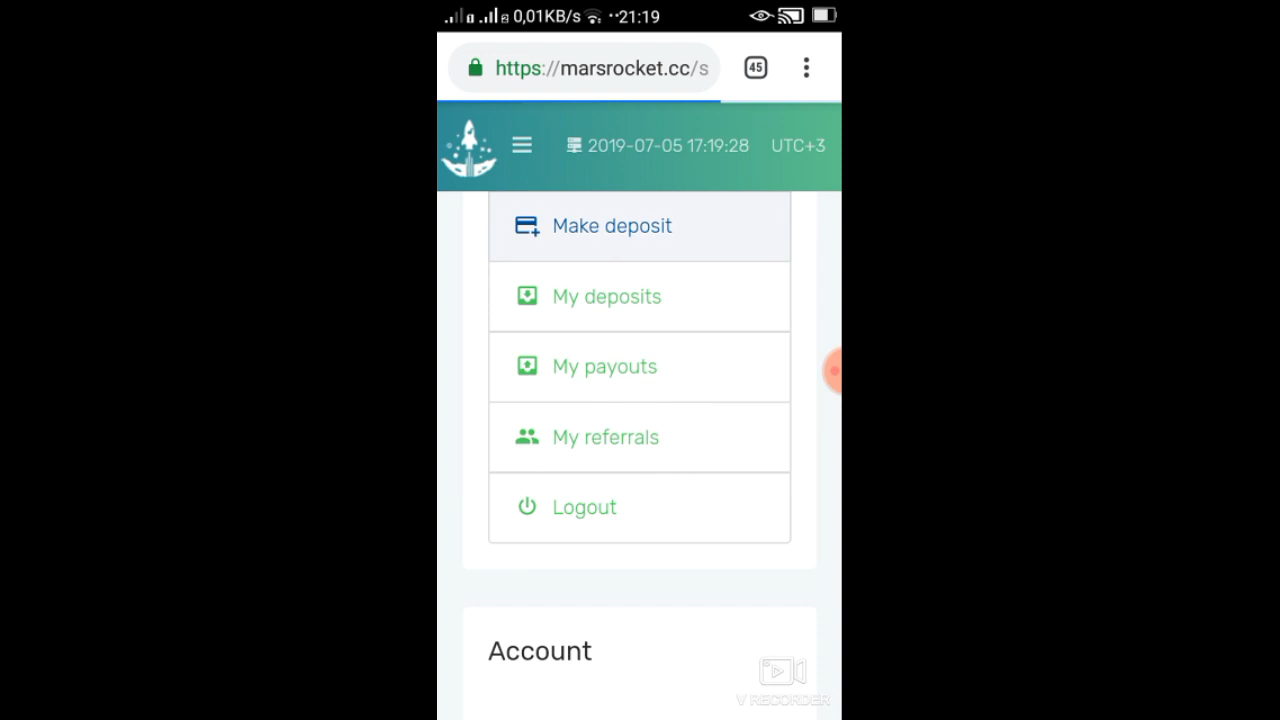 0,01KB/s ··21:19
https://marsrocket.cc/s 45
2019-07-05 17:19:28 UTC+3
Make deposit
My deposits
My payouts
My referrals
Logout
Account
V RECORDER